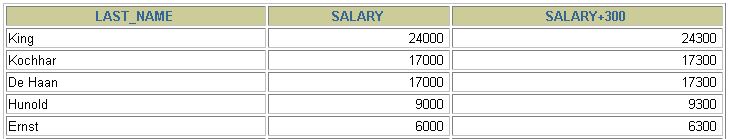 LAST_NAME SALARY SALARY+300
King 24000 24300
Kochhar 17000 17300
De Haan 17000 17300
Hunold 9000 9300
Ernst 6000 6300